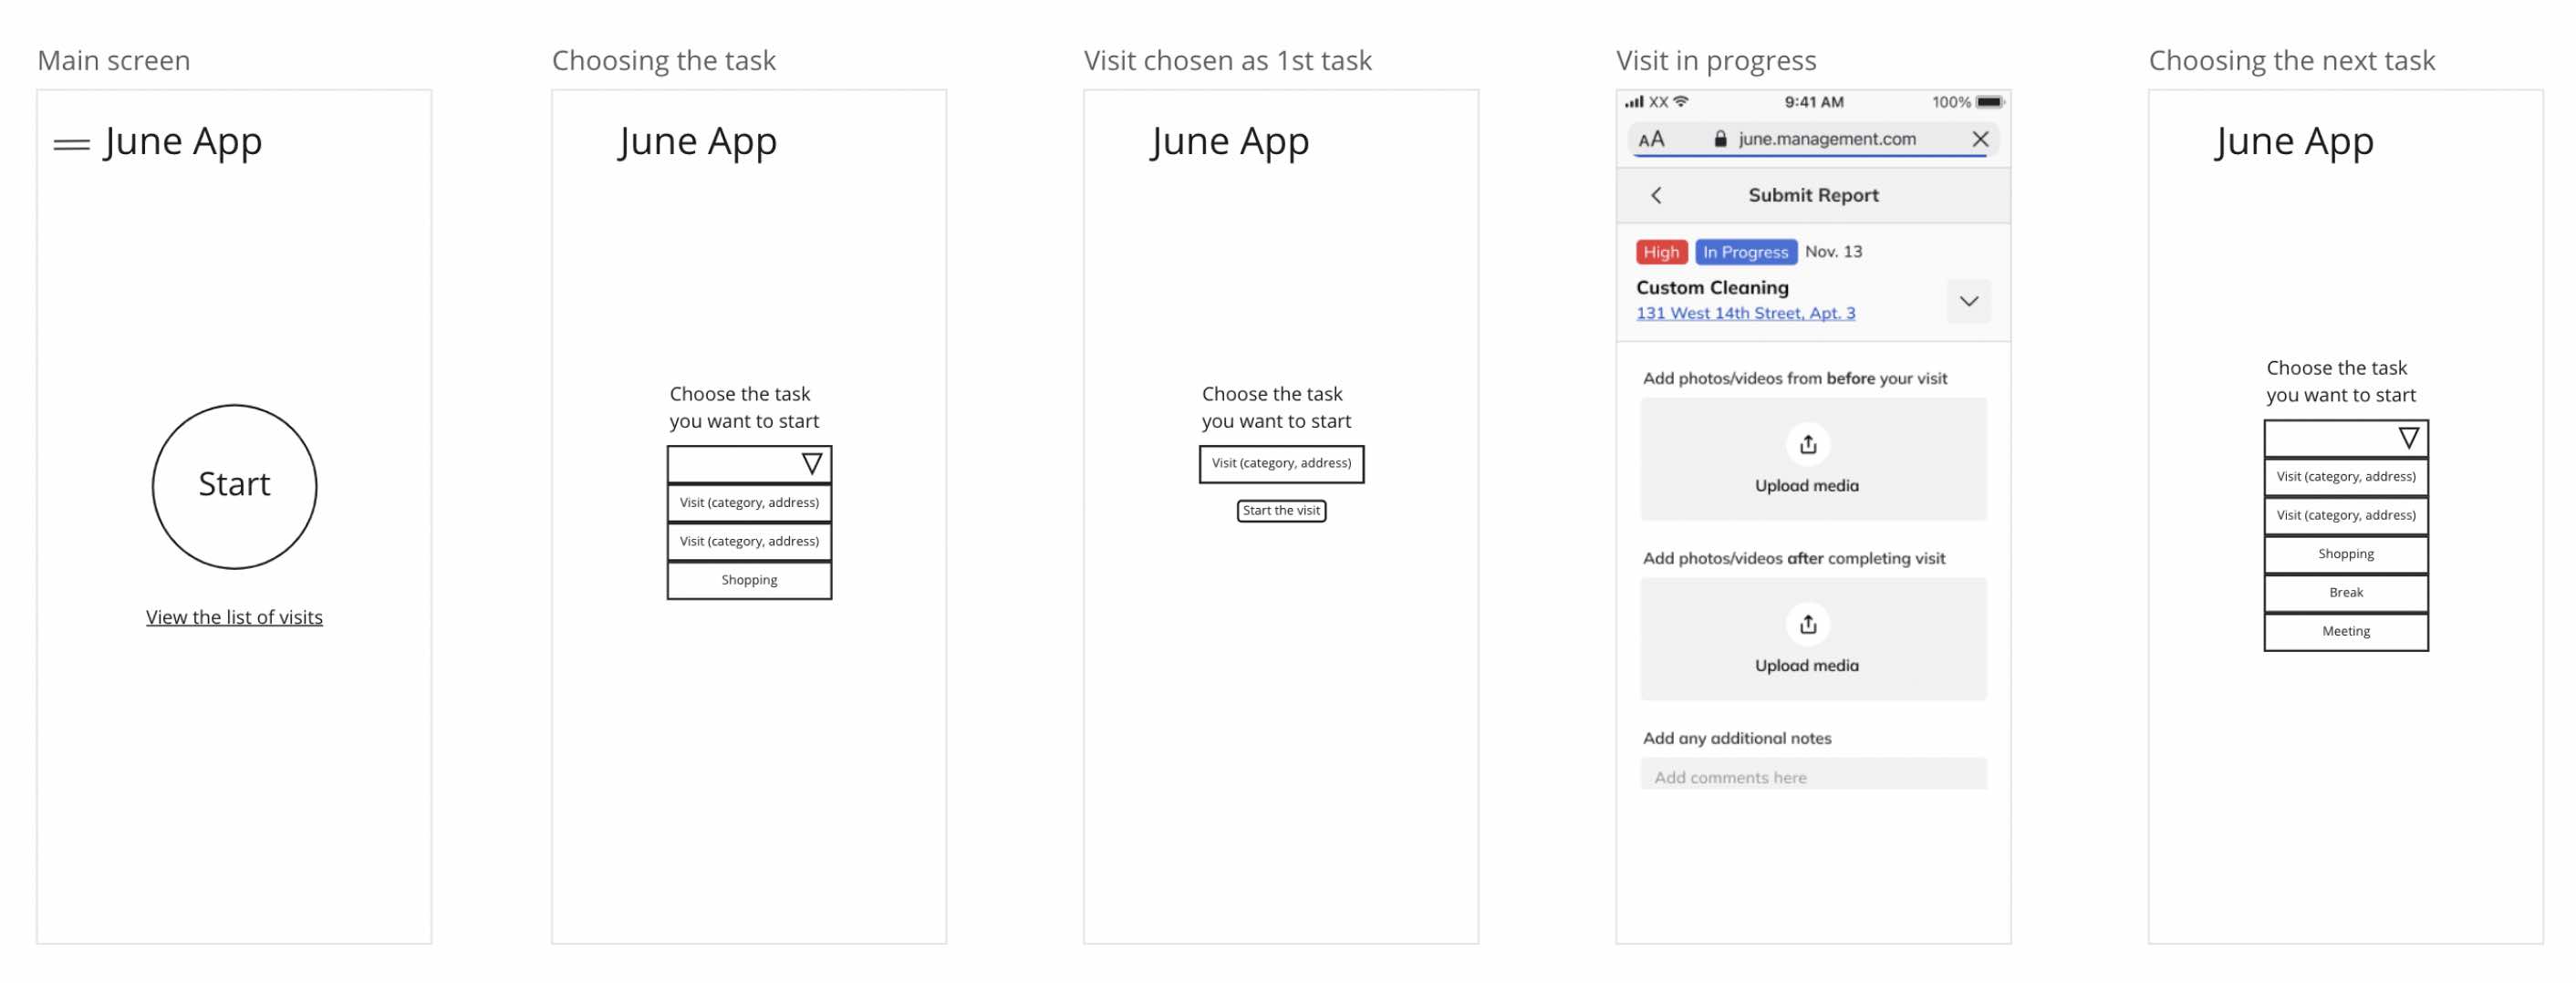 Main screen
June App
Start
View the list of visits
Choosing the task
June App
Choose the task
you want to start
Visit (category, address)
Visit (category, address)
Shopping
Visit chosen as 1st task
June App
Choose the task
you want to start
Visit (category, address)
Start the visit
Visit in progress
XX 9:41 AM 100%
AA june.management.com
Submit Report
High In Progress Nov. 13
Custom Cleaning
131 West 14th Street, Apt. 3
Add photos/videos from before your visit
Upload media
Add photos/videos after completing visit
Upload media
Add any additional notes
Add comments here
Choosing the next task
June App
Choose the task
you want to start
Visit (category, address)
Visit (category, address)
Shopping
Break
Meeting